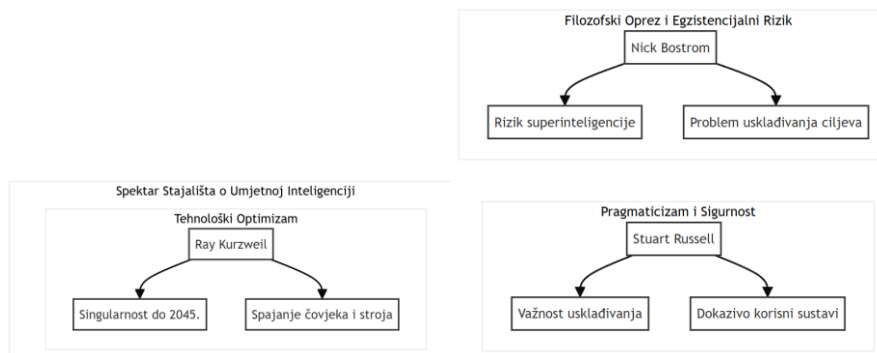 Filozofski Oprez i Egzistencijalni Rizik
Nick Bostrom
Rizik superinteligencije
Problem usklađivanja ciljeva
Spektar Stajališta o Umjetnoj Inteligenciji
Tehnološki Optimizam
Ray Kurzweil
Singularnost do 2045.
Spajanje čovjeka i stroja
Pragmaticizam i Sigurnost
Stuart Russell
Važnost usklađivanja
Dokazivo korisni sustavi